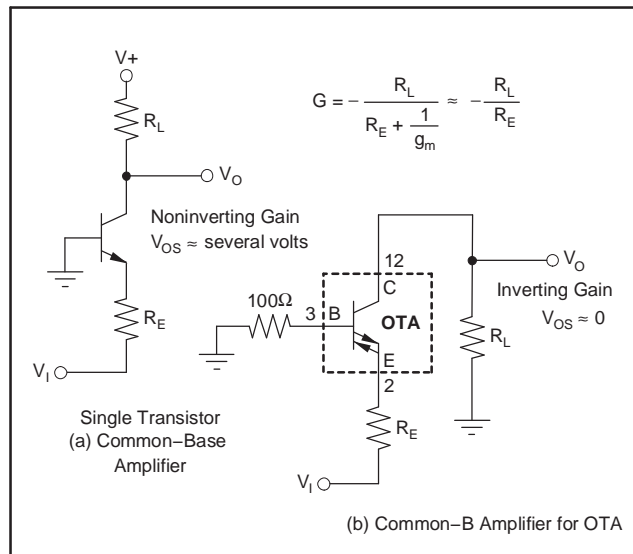 V+
R_L
V_O
Noninverting Gain
V_OS ≈ several volts
R_E
V_I
Single Transistor
(a) Common−Base
Amplifier
G = − R_L / (R_E + 1/g_m) ≈ − R_L / R_E
100Ω
3
B
12
C
OTA
E
2
R_E
V_I
V_O
Inverting Gain
V_OS ≈ 0
R_L
(b) Common−B Amplifier for OTA